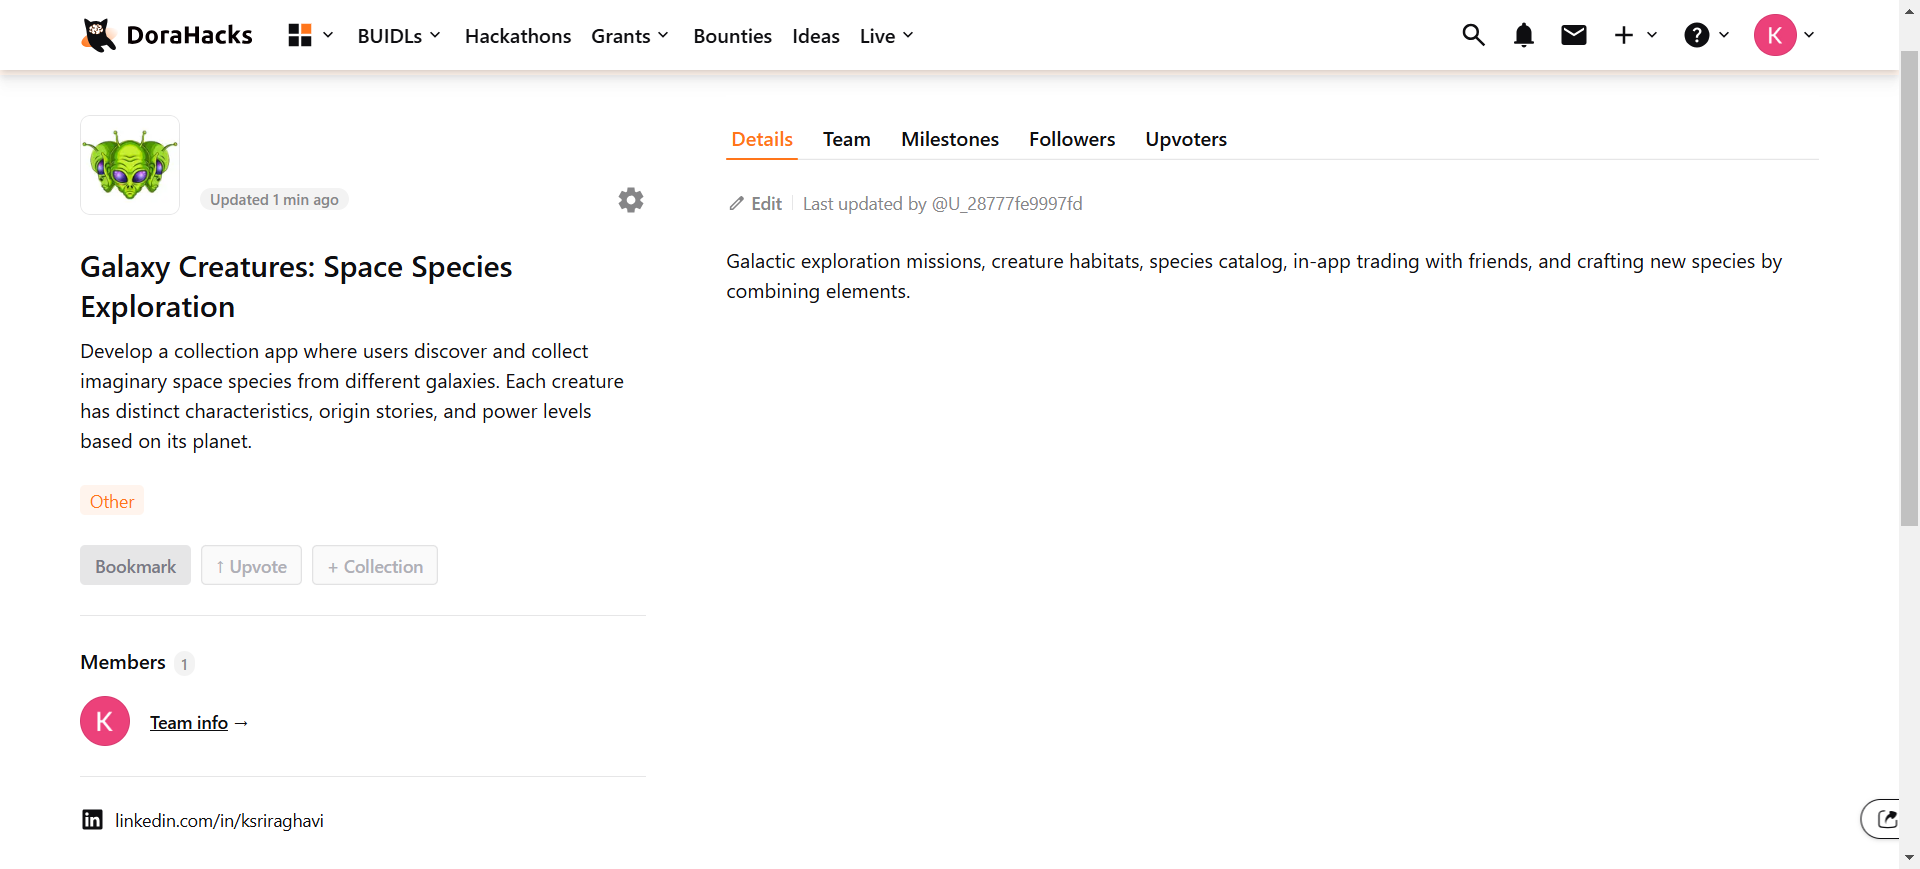 DoraHacks
BUIDLs
Hackathons
Grants
Bounties
Ideas
Live
?
K
Updated 1 min ago
Galaxy Creatures: Space Species
Exploration
Develop a collection app where users discover and collect
imaginary space species from different galaxies. Each creature
has distinct characteristics, origin stories, and power levels
based on its planet.
Other
Bookmark
↑ Upvote
+ Collection
Members 1
K
Team info →
in linkedin.com/in/ksriraghavi
Details
Team
Milestones
Followers
Upvoters
Edit
Last updated by @U_28777fe9997fd
Galactic exploration missions, creature habitats, species catalog, in-app trading with friends, and crafting new species by
combining elements.